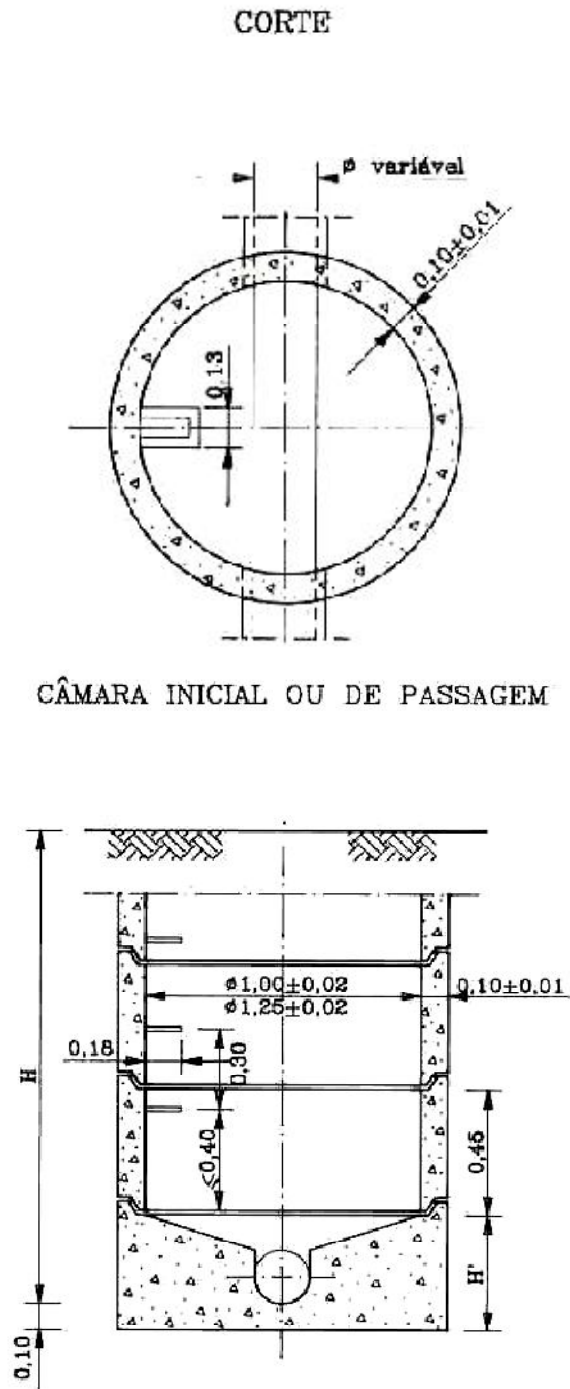 CORTE
ø variável
0,10±0,01
0,13
CÂMARA INICIAL OU DE PASSAGEM
ø1,00±0,02
ø1,25±0,02
0,10±0,01
0,18
0,30
H
<0,40
0,45
H'
0,10